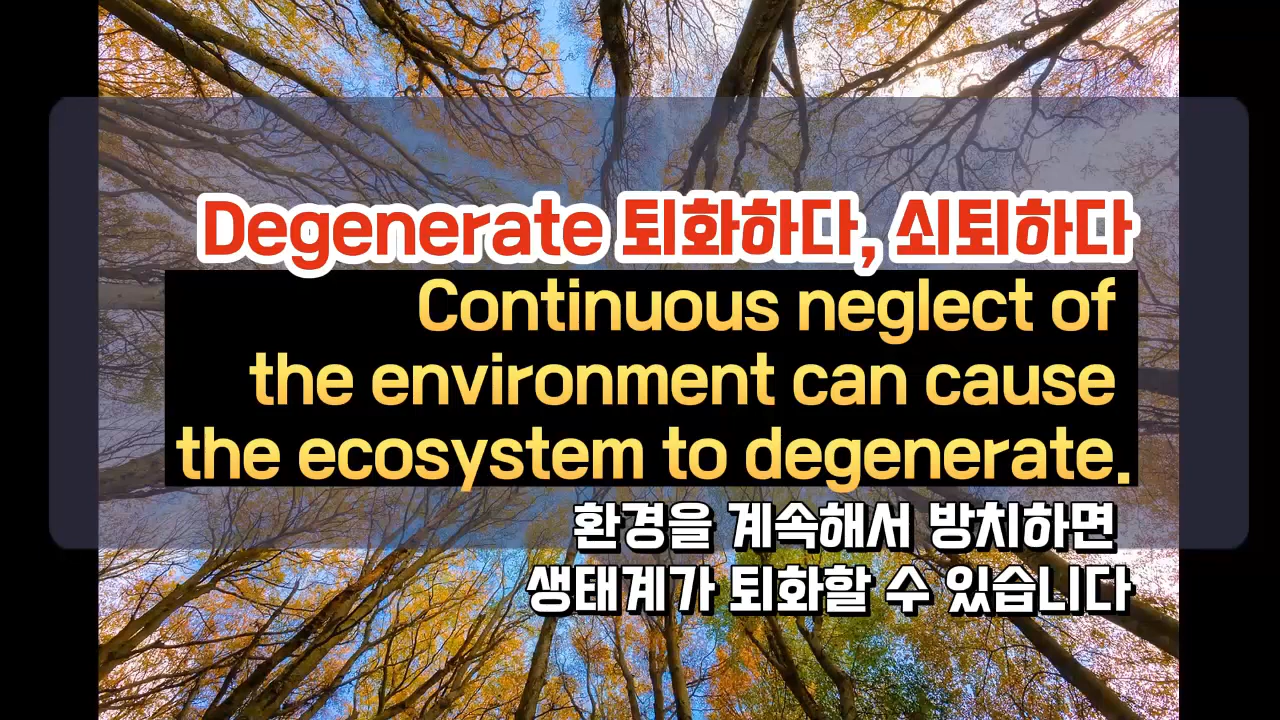 Degenerate 퇴화하다, 쇠퇴하다
Continuous neglect of
the environment can cause
the ecosystem to degenerate.
환경을 계속해서 방치하면
생태계가 퇴화할 수 있습니다